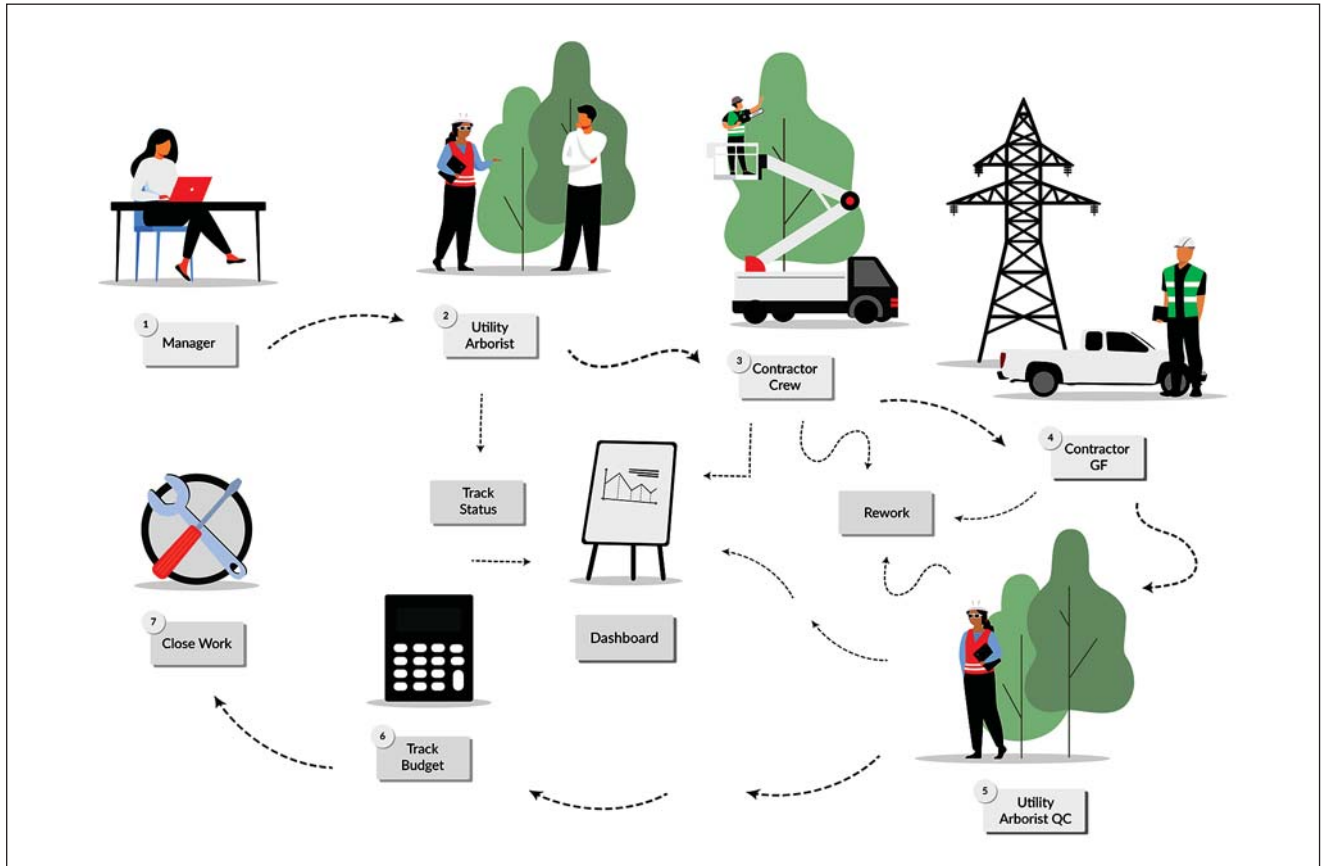 1
Manager
2
Utility
Arborist
3
Contractor
Crew
4
Contractor
GF
Track
Status
Rework
7
Close Work
Dashboard
6
Track
Budget
5
Utility
Arborist QC